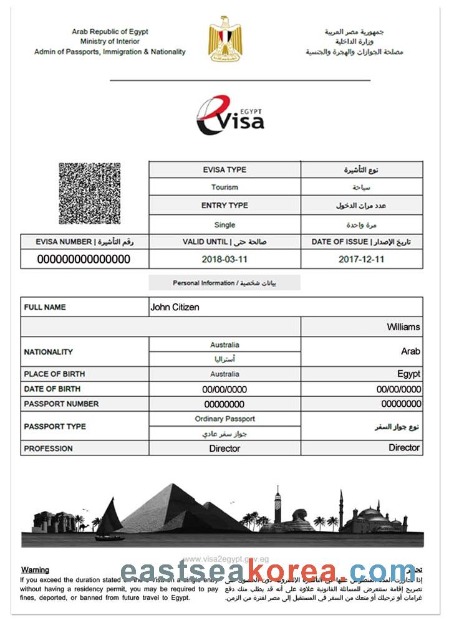 Arab Republic of Egypt
Ministry of Interior
Admin of Passports, Immigration & Nationality
جمهورية مصر العربية
وزارة الداخلية
مصلحة الجوازات والهجرة والجنسية
EGYPT
eVisa
EVISA TYPE نوع التأشيرة
Tourism سياحة
ENTRY TYPE عدد مرات الدخول
Single مرة واحدة
EVISA NUMBER | رقم التأشيرة VALID UNTIL | صالحة حتى DATE OF ISSUE | تاريخ الإصدار
000000000000000 2018-03-11 2017-12-11
Personal Information / بيانات شخصية
FULL NAME John Citizen
Williams
NATIONALITY Australia Arab
أستراليا
PLACE OF BIRTH Australia Egypt
DATE OF BIRTH 00/00/0000 00/00/0000
PASSPORT NUMBER 00000000 00000000
PASSPORT TYPE Ordinary Passport نوع جواز السفر
جواز سفر عادي
PROFESSION Director Director
www.visa2egypt.gov.eg
eastseakorea.com
Warning
If you exceed the duration stated on
without having a residency permit, you may be required to pay
fines, deported, or banned from future travel to Egypt.
تصريح إقامة ستتعرض للمسائلة القانونية علاوة على أنه قد يطلب منك دفع
غرامات أو ترحيلك أو منعك من السفر في المستقبل إلي مصر لفترة من الزمن.